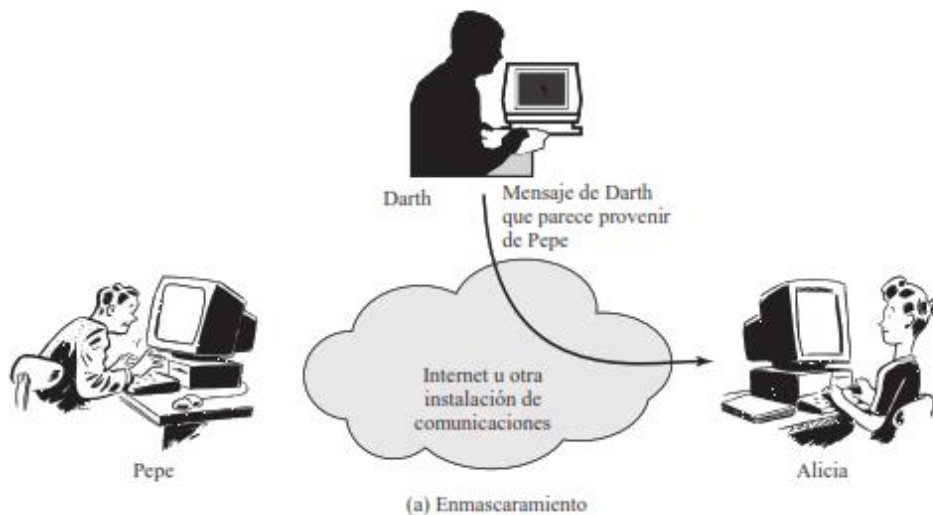 Darth
Mensaje de Darth
que parece provenir
de Pepe
Internet u otra
instalación de
comunicaciones
Pepe
Alicia
(a) Enmascaramiento